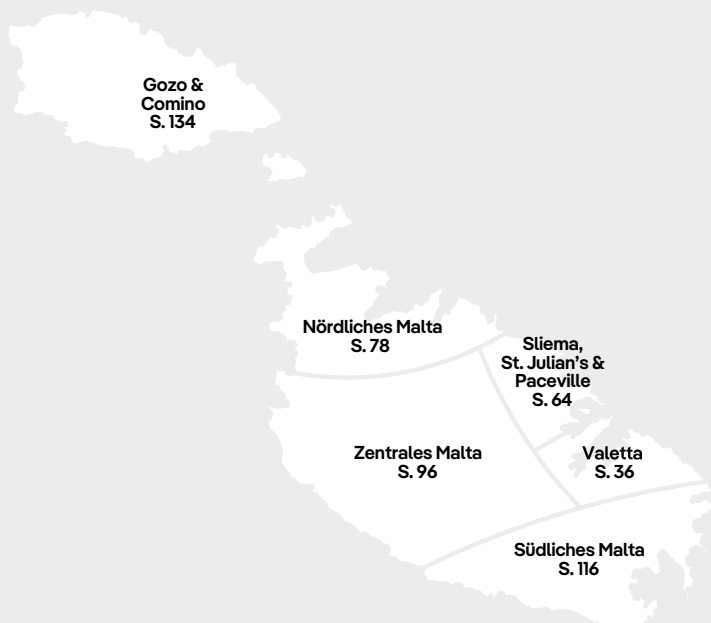 Gozo &
Comino
S. 134
Nördliches Malta
S. 78
Sliema,
St. Julian’s &
Paceville
S. 64
Zentrales Malta
S. 96
Valetta
S. 36
Südliches Malta
S. 116